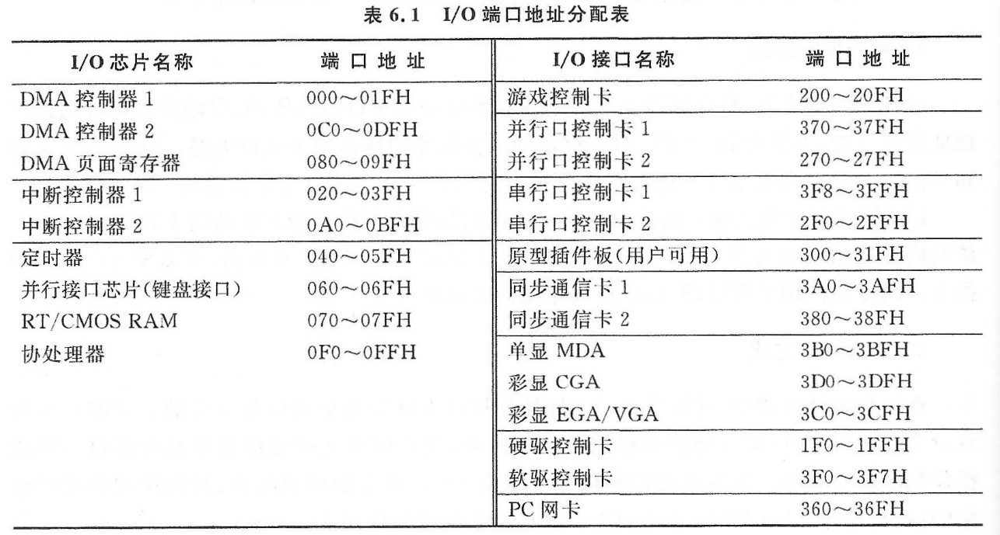 表 6.1 I/O 端口地址分配表
I/O 芯片名称 端 口 地 址 I/O 接口名称 端 口 地 址
DMA 控制器 1 000~01FH 游戏控制卡 200~20FH
DMA 控制器 2 0C0~0DFH 并行口控制卡 1 370~37FH
DMA 页面寄存器 080~09FH 并行口控制卡 2 270~27FH
中断控制器 1 020~03FH 串行口控制卡 1 3F8~3FFH
中断控制器 2 0A0~0BFH 串行口控制卡 2 2F0~2FFH
定时器 040~05FH 原型插件板(用户可用) 300~31FH
并行接口芯片(键盘接口) 060~06FH 同步通信卡 1 3A0~3AFH
RT/CMOS RAM 070~07FH 同步通信卡 2 380~38FH
协处理器 0F0~0FFH 单显 MDA 3B0~3BFH
彩显 CGA 3D0~3DFH
彩显 EGA/VGA 3C0~3CFH
硬驱控制卡 1F0~1FFH
软驱控制卡 3F0~3F7H
PC 网卡 360~36FH